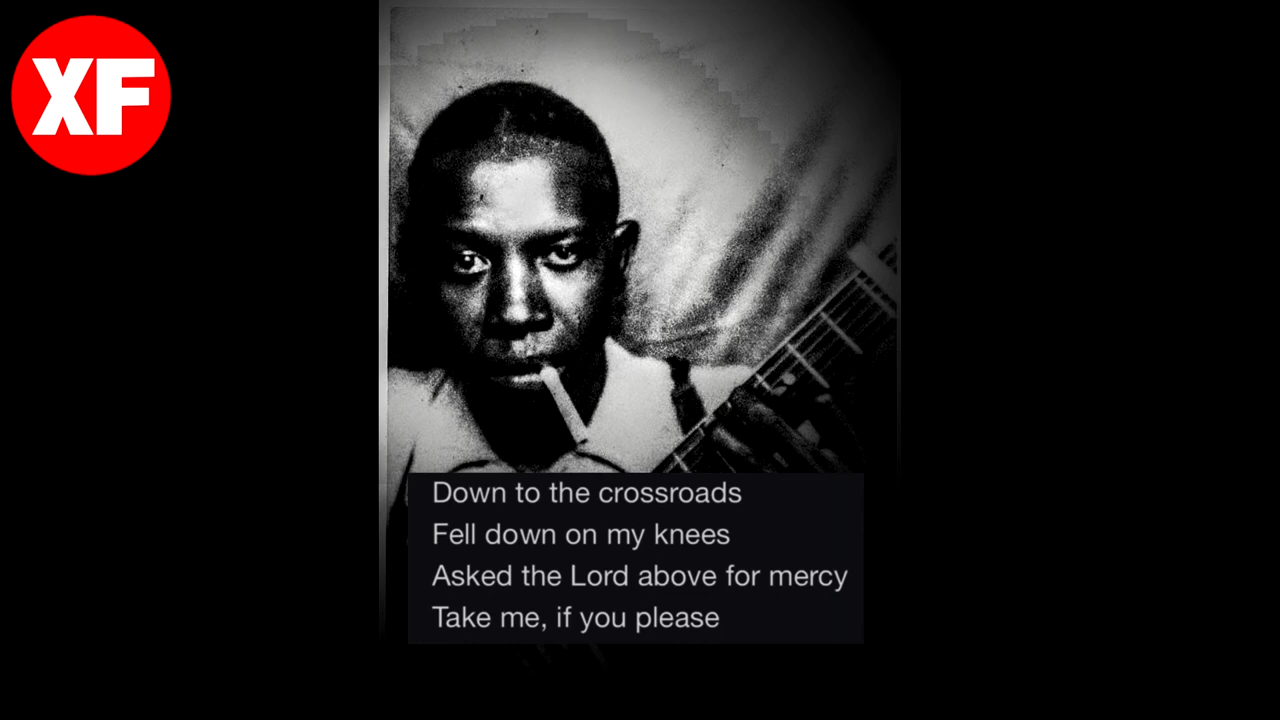 XF
Down to the crossroads
Fell down on my knees
Asked the Lord above for mercy
Take me, if you please